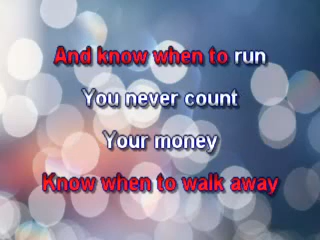 And know when to run
You never count
Your money
Know when to walk away